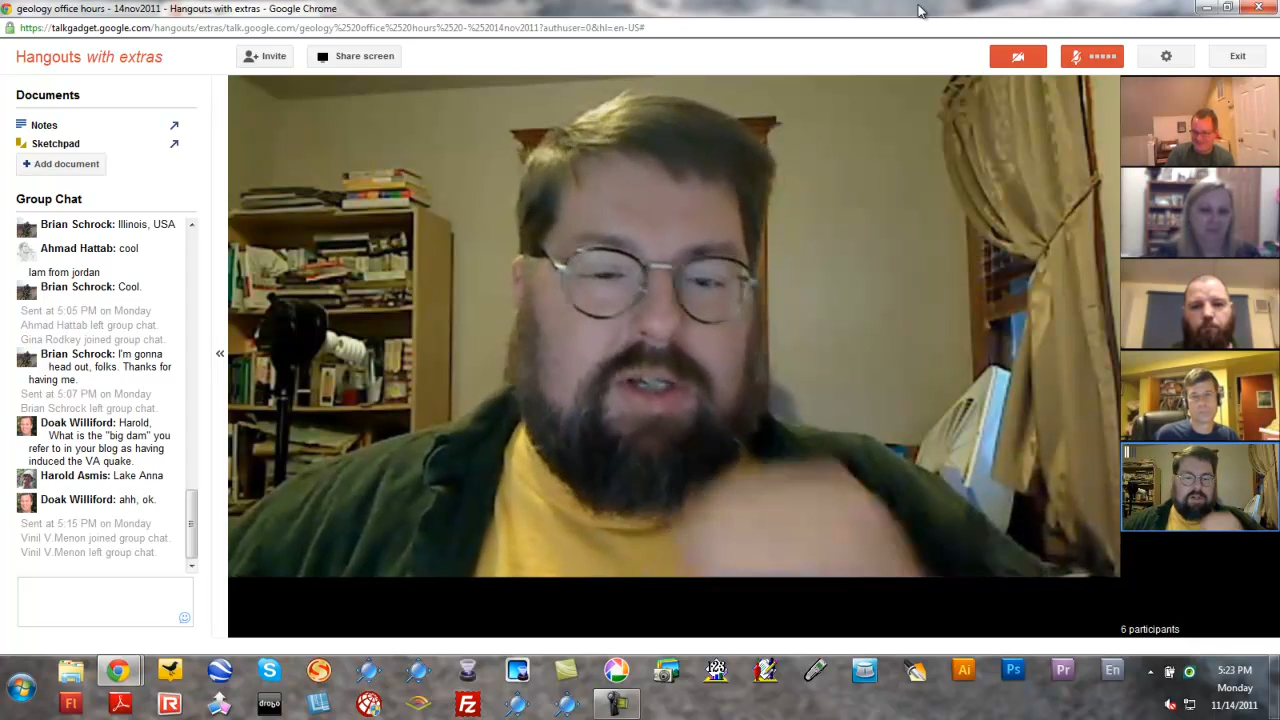 geology office hours - 14nov2011 - Hangouts with extras - Google Chrome
https://talkgadget.google.com/hangouts/extras/talk.google.com/geology%2520office%2520hours%2520-%252014nov2011?authuser=0&hl=en-US#
Hangouts with extras
Invite
Share screen
Exit
Documents
Notes
Sketchpad
+ Add document
Group Chat
Brian Schrock: Illinois, USA
Ahmad Hattab: cool
Iam from jordan
Brian Schrock: Cool.
Sent at 5:05 PM on Monday
Ahmad Hattab left group chat.
Gina Rodkey joined group chat.
Brian Schrock: I'm gonna
head out, folks. Thanks for
having me.
Sent at 5:07 PM on Monday
Brian Schrock left group chat.
Doak Williford: Harold,
What is the "big dam" you
refer to in your blog as having
induced the VA quake.
Harold Asmis: Lake Anna
Doak Williford: ahh, ok.
Sent at 5:15 PM on Monday
Vinil V.Menon joined group chat.
Vinil V.Menon left group chat.
6 participants
Ai
Ps
Pr
En
5:23 PM
Monday
11/14/2011
Fl
R
drobo
Fz